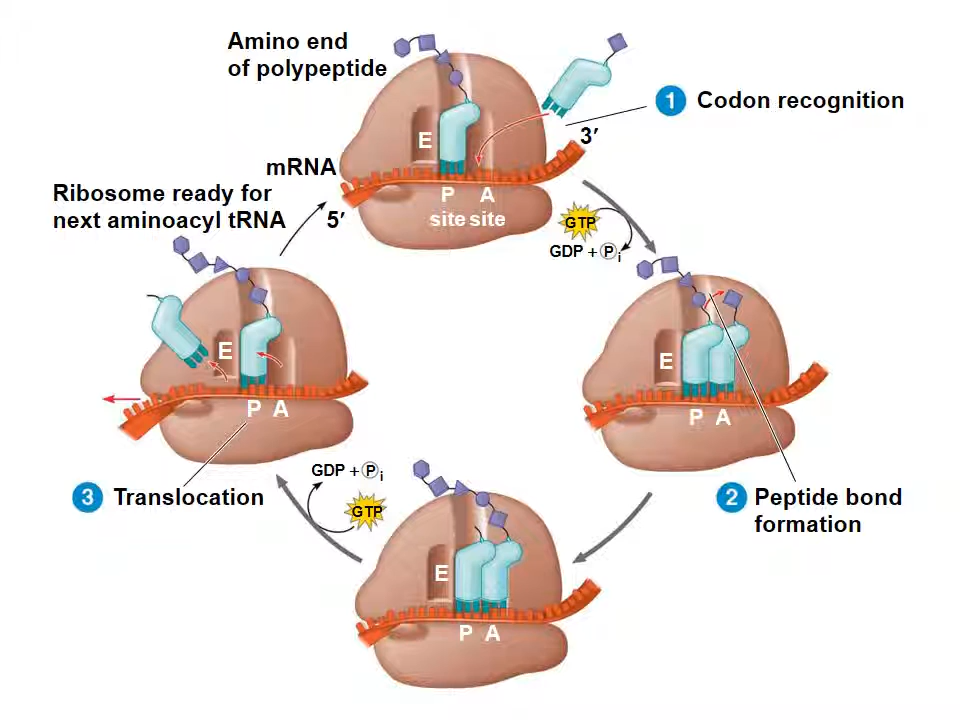 Amino end
of polypeptide
1 Codon recognition
E
3′
mRNA
P A
site site
5′
Ribosome ready for
next aminoacyl tRNA
GTP
GDP + Pi
E
P A
2 Peptide bond
formation
E
P A
GDP + Pi
GTP
3 Translocation
E
P A